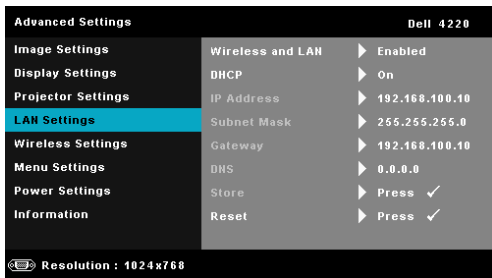 Advanced Settings Dell 4220
Image Settings Wireless and LAN Enabled
Display Settings DHCP On
Projector Settings IP Address 192.168.100.10
LAN Settings Subnet Mask 255.255.255.0
Wireless Settings Gateway 192.168.100.10
Menu Settings DNS 0.0.0.0
Power Settings Store Press ✓
Information Reset Press ✓
Resolution : 1024x768